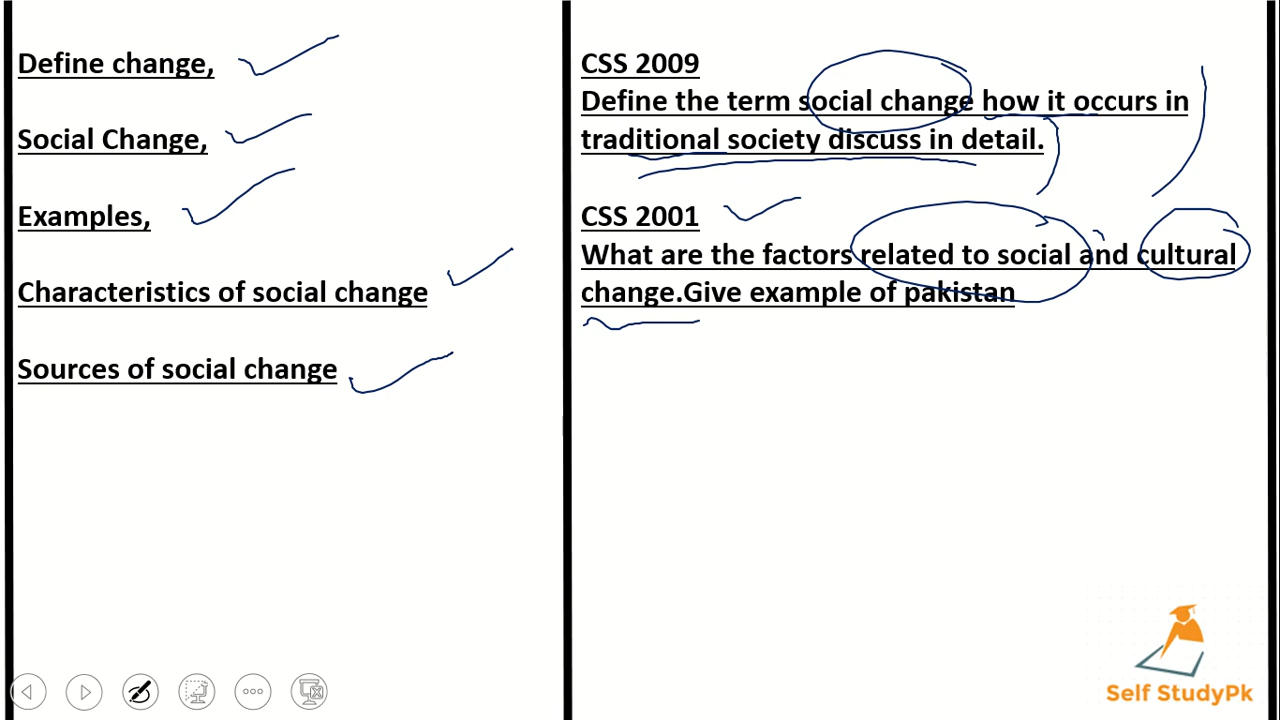 Define change,
Social Change,
Examples,
Characteristics of social change
Sources of social change
CSS 2009
Define the term social change how it occurs in
traditional society discuss in detail.
CSS 2001
What are the factors related to social and cultural
change.Give example of pakistan
Self StudyPk